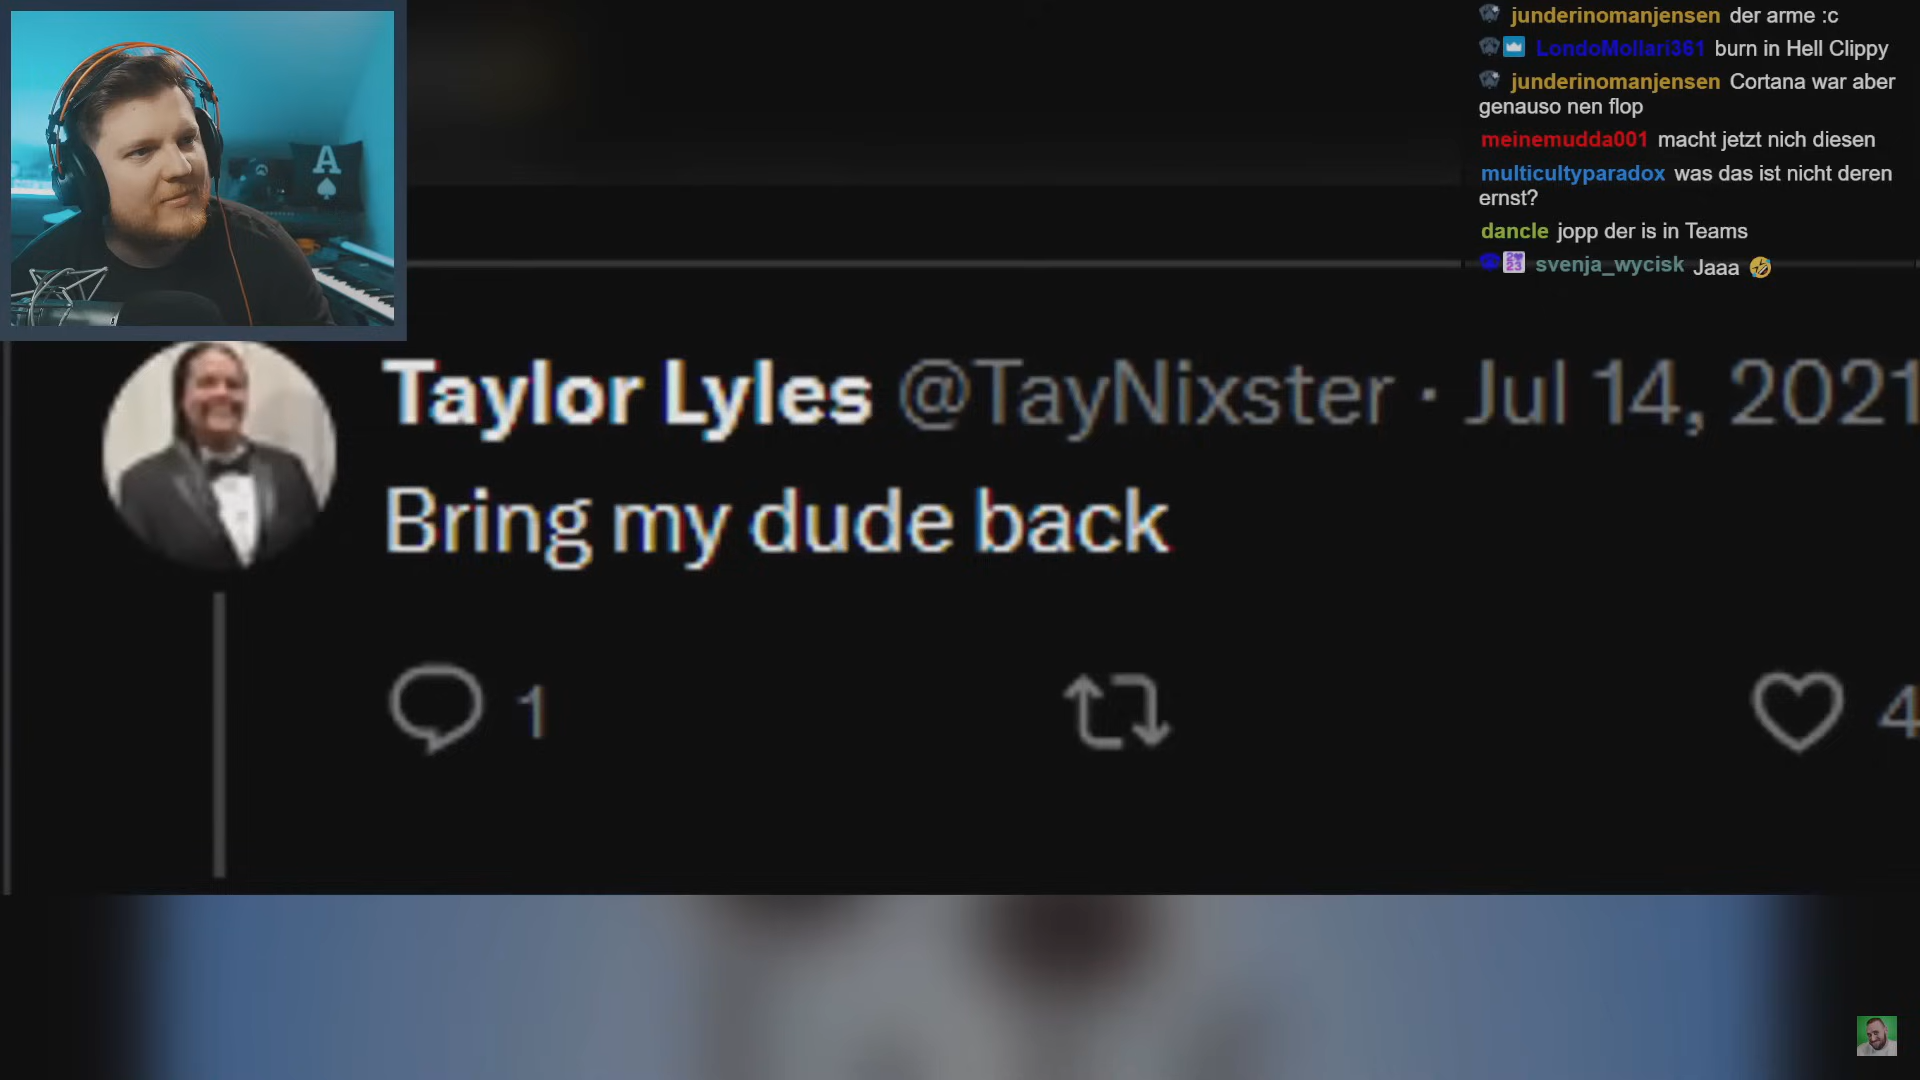 junderinomanjensen der arme :c
LondoMollari361 burn in Hell Clippy
junderinomanjensen Cortana war aber
genauso nen flop
meinemudda001 macht jetzt nich diesen
multicultyparadox was das ist nicht deren
ernst?
dancle jopp der is in Teams
svenja_wycisk Jaaa 🤣
A
Taylor Lyles @TayNixster · Jul 14, 2021
Bring my dude back
1
4